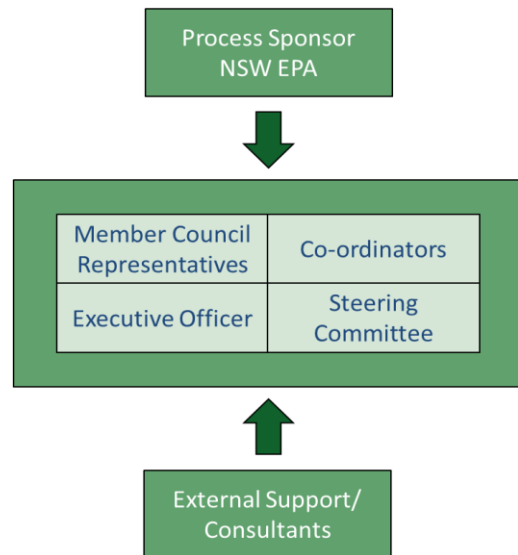 Process Sponsor
NSW EPA
Member Council
Representatives
Co-ordinators
Executive Officer
Steering
Committee
External Support/
Consultants